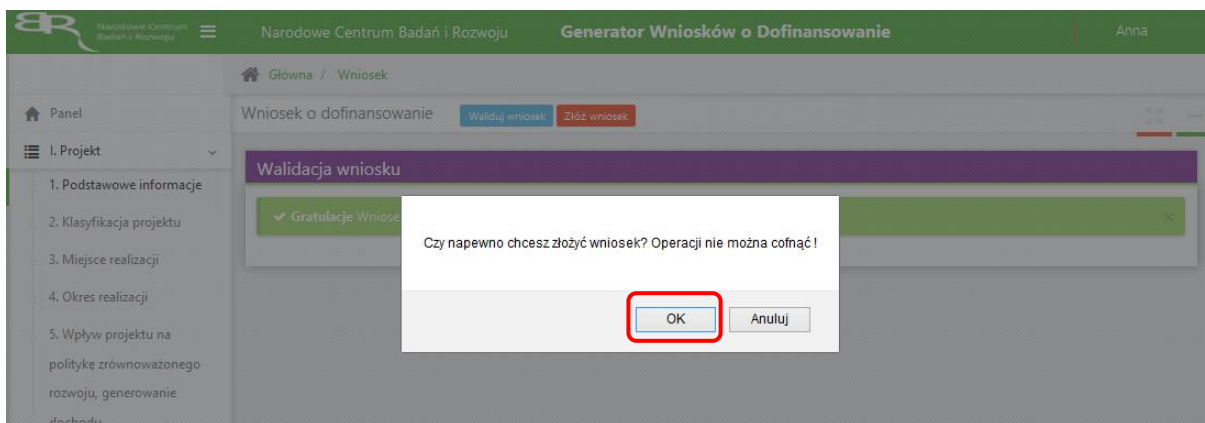 Narodowe Centrum
Badań i Rozwoju
Narodowe Centrum Badań i Rozwoju Generator Wniosków o Dofinansowanie Anna
Główna / Wniosek
Panel
Wniosek o dofinansowanie Waliduj wniosek Złóż wniosek
I. Projekt
Walidacja wniosku
1. Podstawowe informacje
2. Klasyfikacja projektu
Gratulacje Wniose
Czy napewno chcesz złożyć wniosek? Operacji nie można cofnąć !
3. Miejsce realizacji
4. Okres realizacji
OK Anuluj
5. Wpływ projektu na
politykę zrównoważonego
rozwoju, generowanie
dochodu